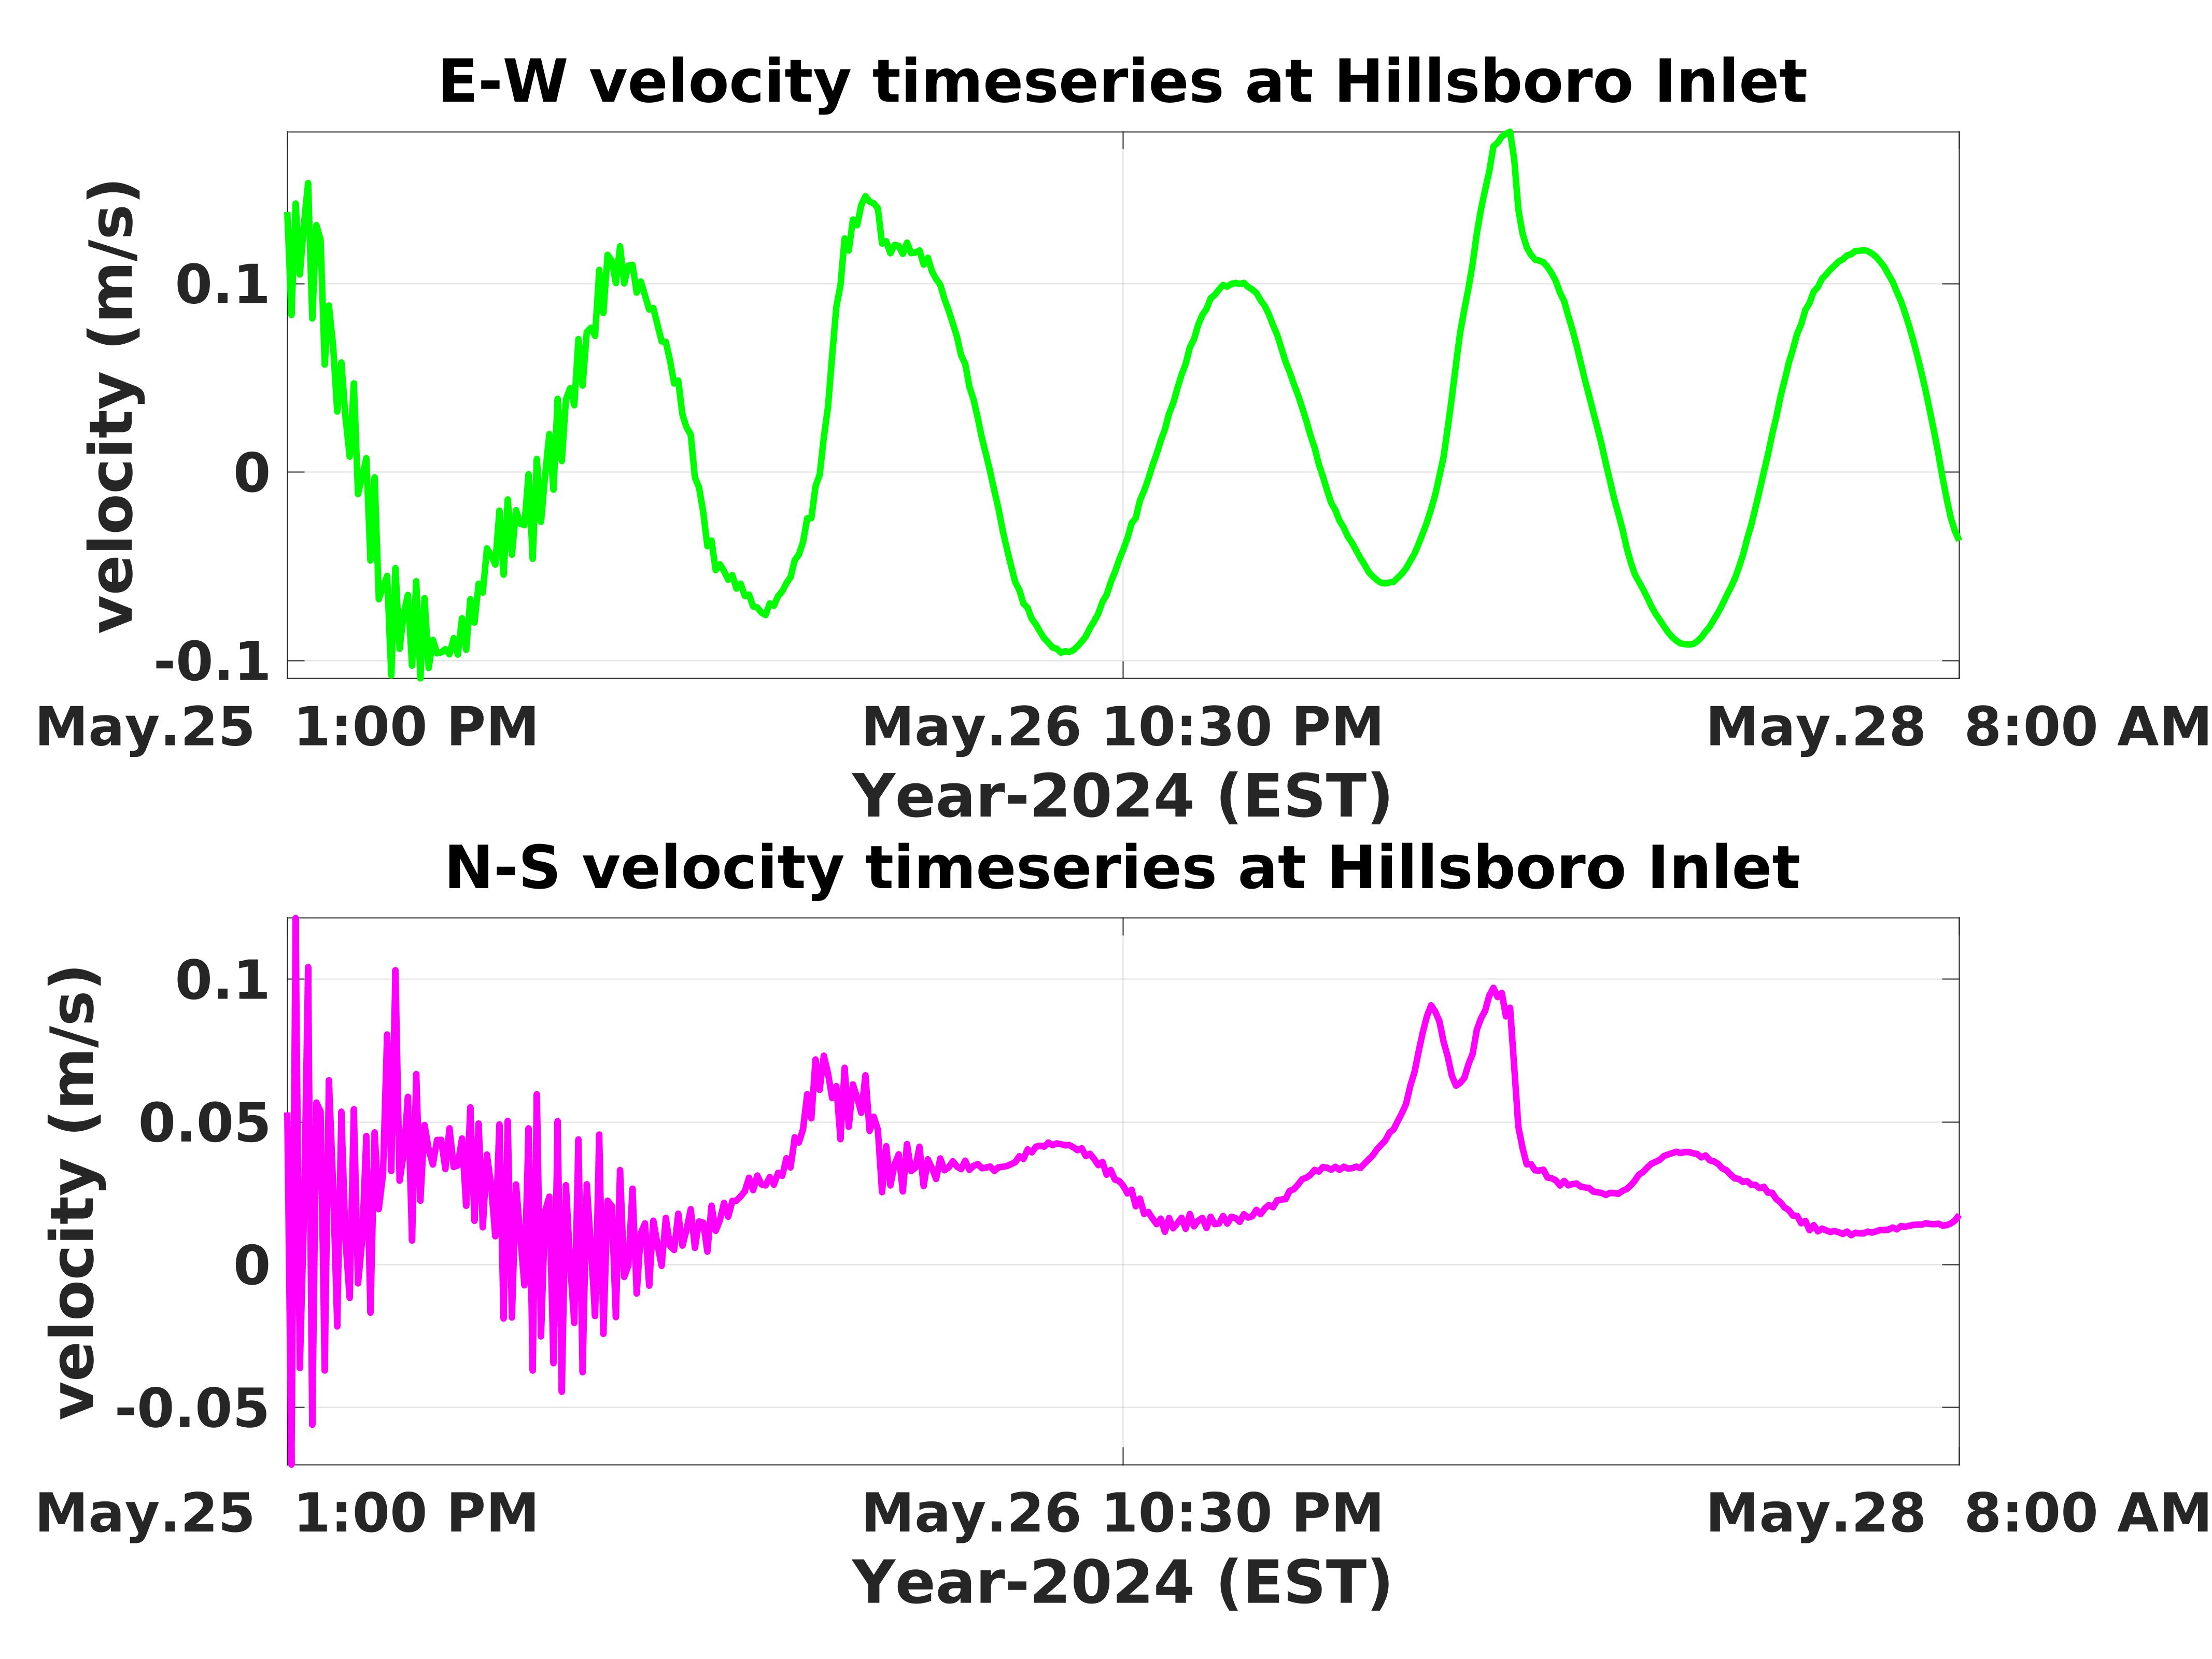 E-W velocity timeseries at Hillsboro Inlet
velocity (m/s)
0.1
0
-0.1
May.25  1:00 PM
May.26 10:30 PM
May.28  8:00 AM
Year-2024 (EST)
N-S velocity timeseries at Hillsboro Inlet
velocity (m/s)
0.1
0.05
0
-0.05
May.25  1:00 PM
May.26 10:30 PM
May.28  8:00 AM
Year-2024 (EST)